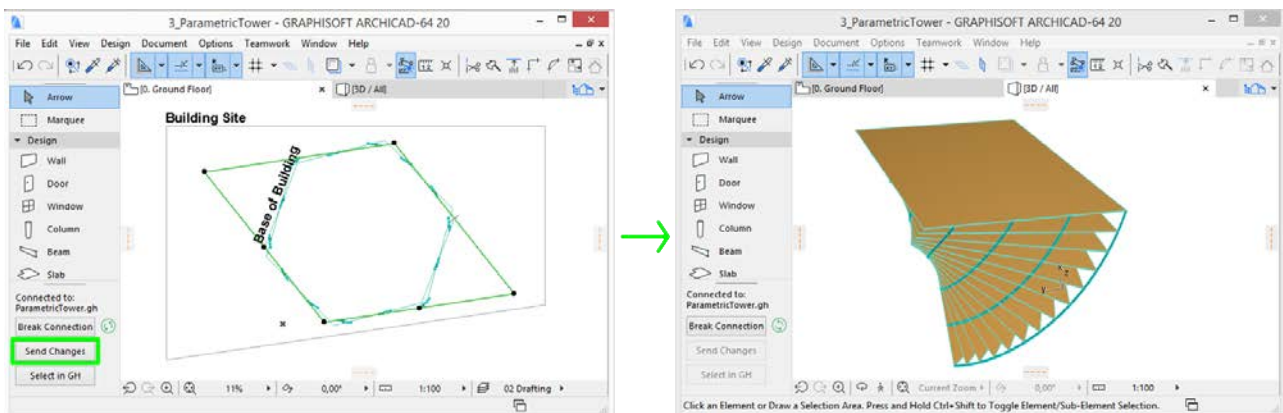 3_ParametricTower - GRAPHISOFT ARCHICAD-64 20
File Edit View Design Document Options Teamwork Window Help
[0. Ground Floor]
[3D / All]
Arrow
Marquee
Design
Wall
Door
Window
Column
Beam
Slab
Connected to:
ParametricTower.gh
Break Connection
Send Changes
Select in GH
Building Site
Base of Building
11%
0,00°
1:100
02 Drafting
3_ParametricTower - GRAPHISOFT ARCHICAD-64 20
File Edit View Design Document Options Teamwork Window Help
[0. Ground Floor]
[3D / All]
Arrow
Marquee
Design
Wall
Door
Window
Column
Beam
Slab
Connected to:
ParametricTower.gh
Break Connection
Send Changes
Select in GH
z
y
Current Zoom
0,00°
1:100
Click an Element or Draw a Selection Area. Press and Hold Ctrl+Shift to Toggle Element/Sub-Element Selection.